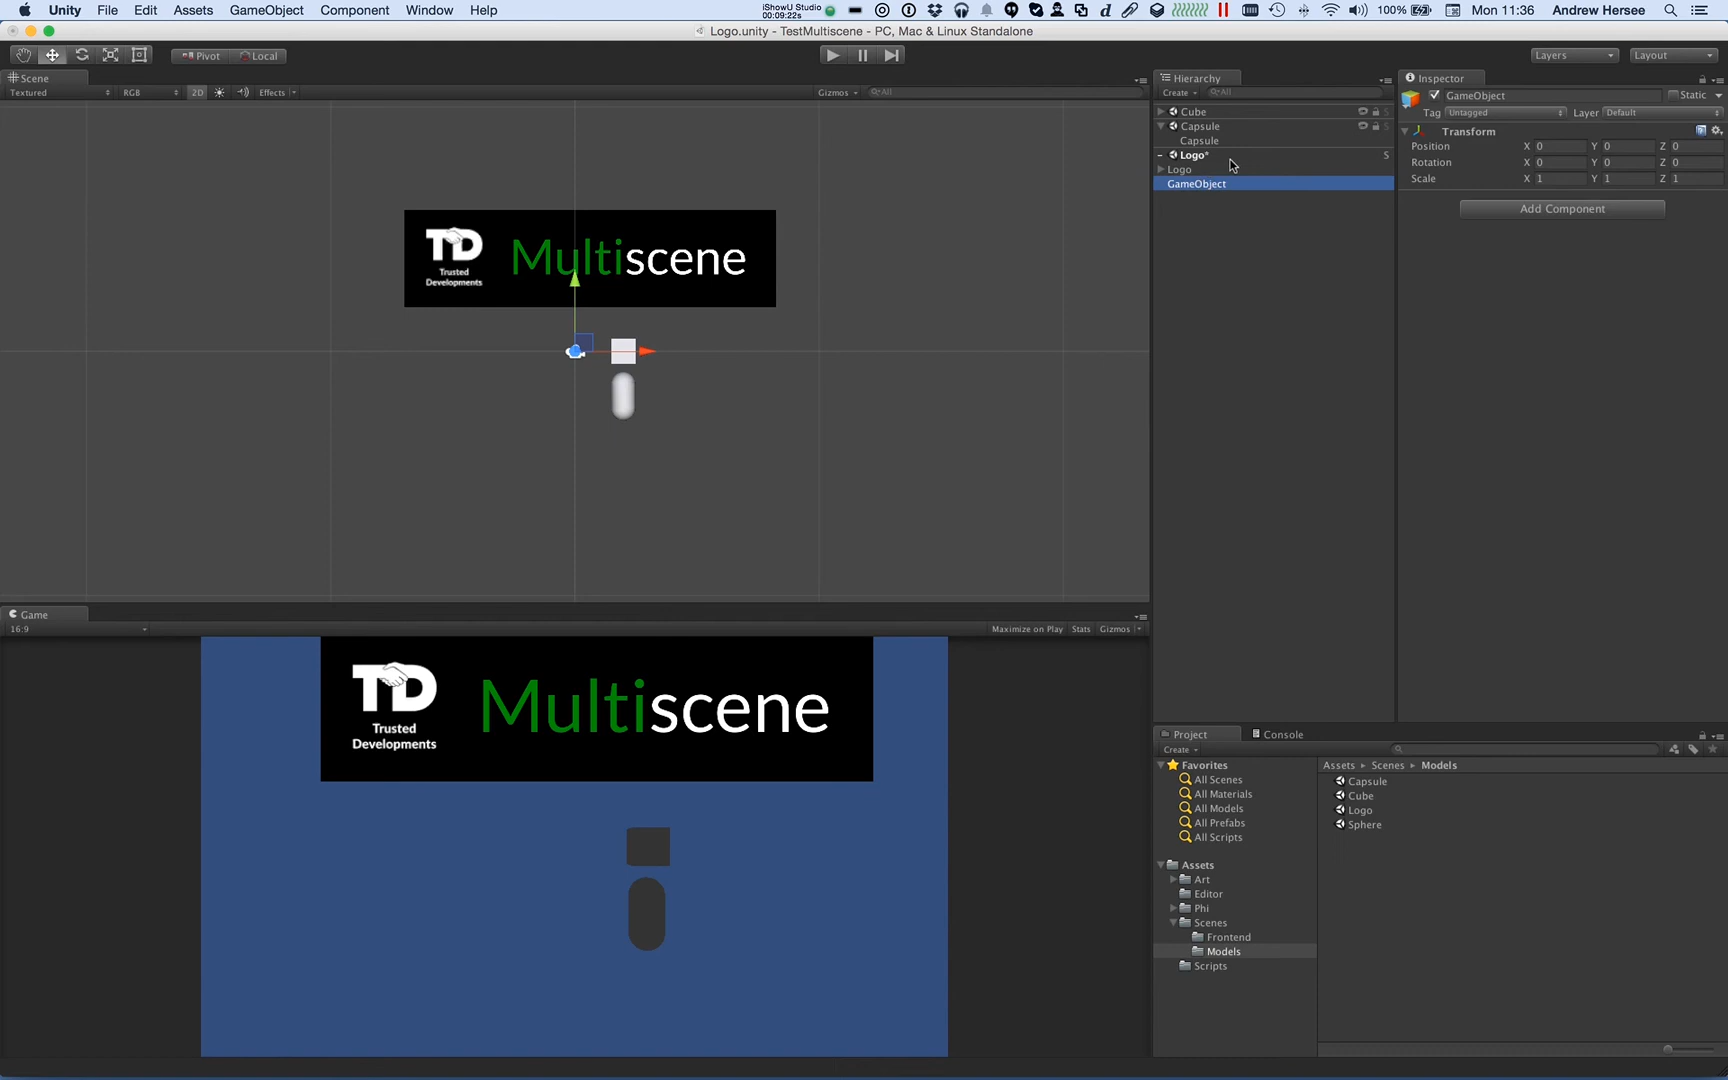 Unity File Edit Assets GameObject Component Window Help
iShowU Studio
00:09:22s
100% Mon 11:36 Andrew Hersee
Logo.unity - TestMultiscene - PC, Mac & Linux Standalone
Pivot Local Layers Layout
Scene
Textured RGB 2D Effects Gizmos All
TD
Trusted
Developments
Multiscene
Hierarchy
Create All
Cube
Capsule
Capsule
Logo* S
Logo
GameObject
Inspector
GameObject Static
Tag Untagged Layer Default
Transform
Position X 0 Y 0 Z 0
Rotation X 0 Y 0 Z 0
Scale X 1 Y 1 Z 1
Add Component
Game
16:9 Maximize on Play Stats Gizmos
TD
Trusted
Developments
Multiscene
Project Console
Create
Favorites
All Scenes
All Materials
All Models
All Prefabs
All Scripts
Assets
Art
Editor
Phi
Scenes
Frontend
Models
Scripts
Assets Scenes Models
Capsule
Cube
Logo
Sphere